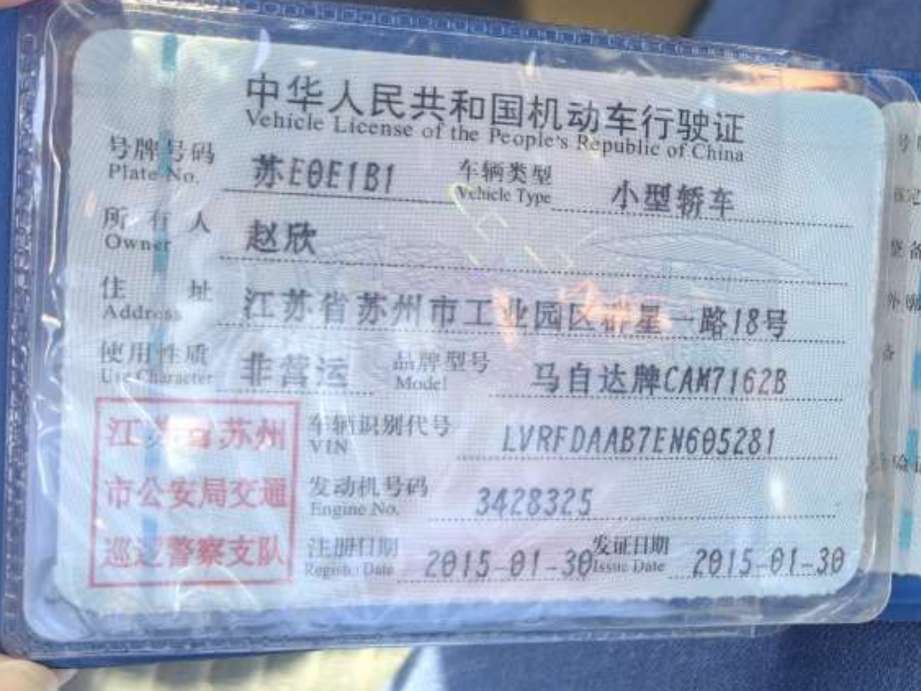 中华人民共和国机动车行驶证
Vehicle License of the People's Republic of China
号牌号码 苏E0E1B1 车辆类型 小型轿车
Plate No. Vehicle Type
所有人 赵欣
Owner
住址 江苏省苏州市工业园区群星一路18号
Address
使用性质 非营运 品牌型号 马自达牌CAM7162B
Use Character Model
江苏省苏州 车辆识别代号 LVRFDAAB7EN605281
VIN
市公安局交通 发动机号码 3428325
Engine No.
巡逻警察支队 注册日期 2015-01-30 发证日期 2015-01-30
Register Date Issue Date